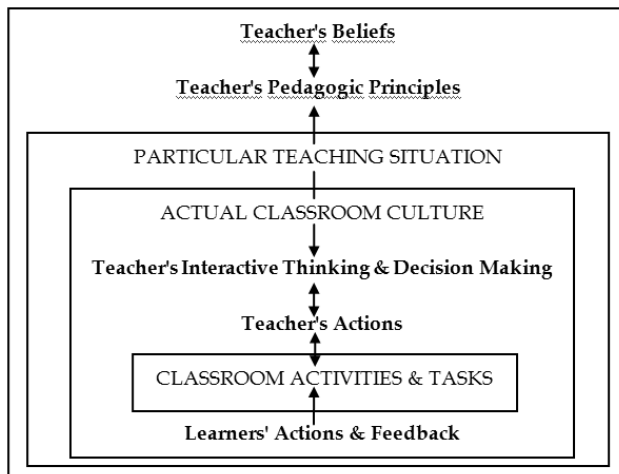 Teacher's Beliefs
Teacher's Pedagogic Principles
PARTICULAR TEACHING SITUATION
ACTUAL CLASSROOM CULTURE
Teacher's Interactive Thinking & Decision Making
Teacher's Actions
CLASSROOM ACTIVITIES & TASKS
Learners' Actions & Feedback